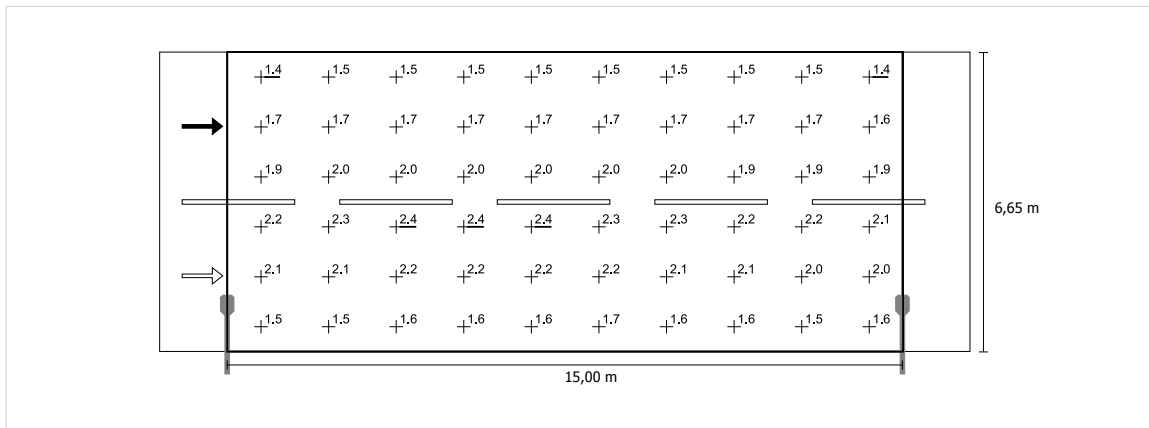 1.4 1.5 1.5 1.5 1.5 1.5 1.5 1.5 1.5 1.4
1.7 1.7 1.7 1.7 1.7 1.7 1.7 1.7 1.7 1.6
1.9 2.0 2.0 2.0 2.0 2.0 2.0 1.9 1.9 1.9
6,65 m
2.2 2.3 2.4 2.4 2.4 2.3 2.3 2.2 2.2 2.1
2.1 2.1 2.2 2.2 2.2 2.2 2.1 2.1 2.0 2.0
1.5 1.5 1.6 1.6 1.6 1.7 1.6 1.6 1.5 1.6
15,00 m